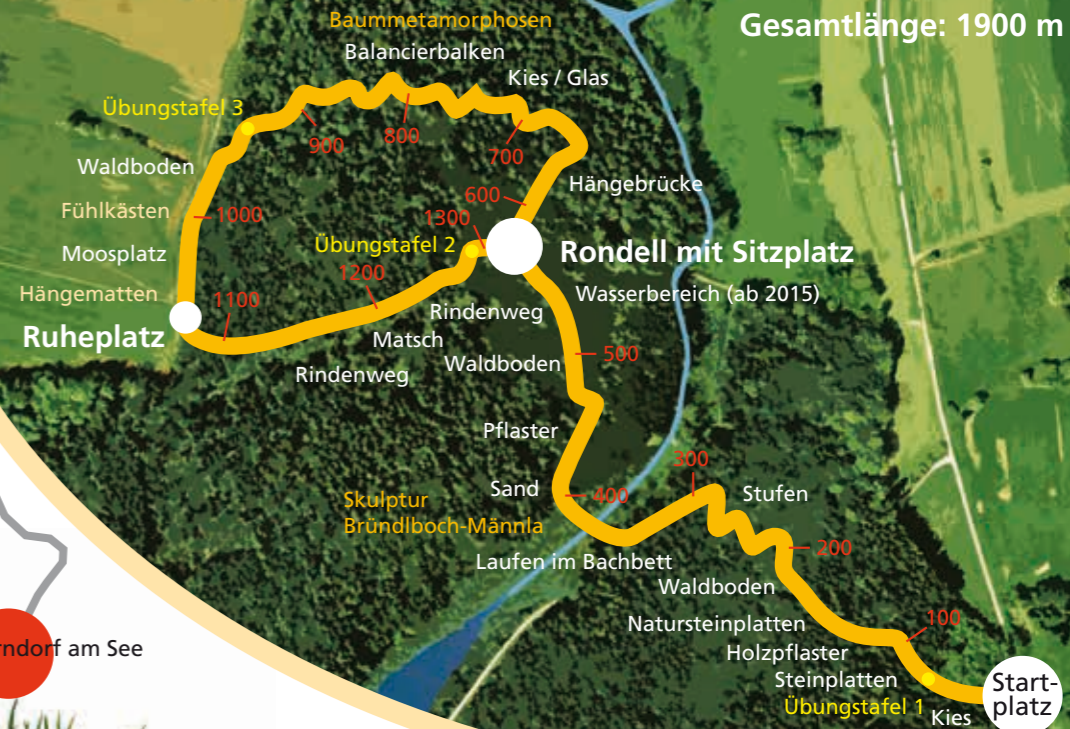 Baummetamorphosen
Gesamtlänge: 1900 m
Balancierbalken
Kies / Glas
Übungstafel 3
900
800
700
Waldboden
Hängebrücke
600
Fühlkästen
1000
1300
Übungstafel 2
Rondell mit Sitzplatz
Moosplatz
1200
Hängematten
Wasserbereich (ab 2015)
1100
Rindenweg
Ruheplatz
Matsch
Waldboden
500
Rindenweg
Pflaster
300
Sand
400
Stufen
Skulptur
Bründlboch-Männla
200
Laufen im Bachbett
Waldboden
100
Natursteinplatten
Holzpflaster
Steinplatten
Start-
platz
Übungstafel 1
Kies
am See